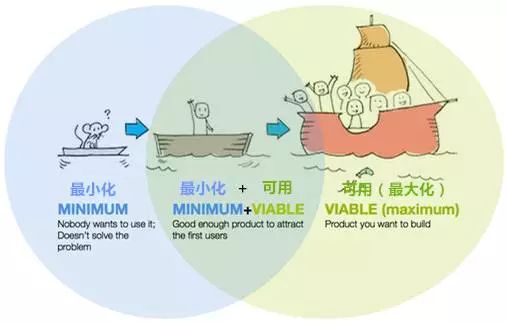 ?
最小化
MINIMUM
Nobody wants to use it;
Doesn't solve the
problem
最小化 + 可用
MINIMUM+VIABLE
Good enough product to attract
the first users
可用（最大化）
VIABLE (maximum)
Product you want to build